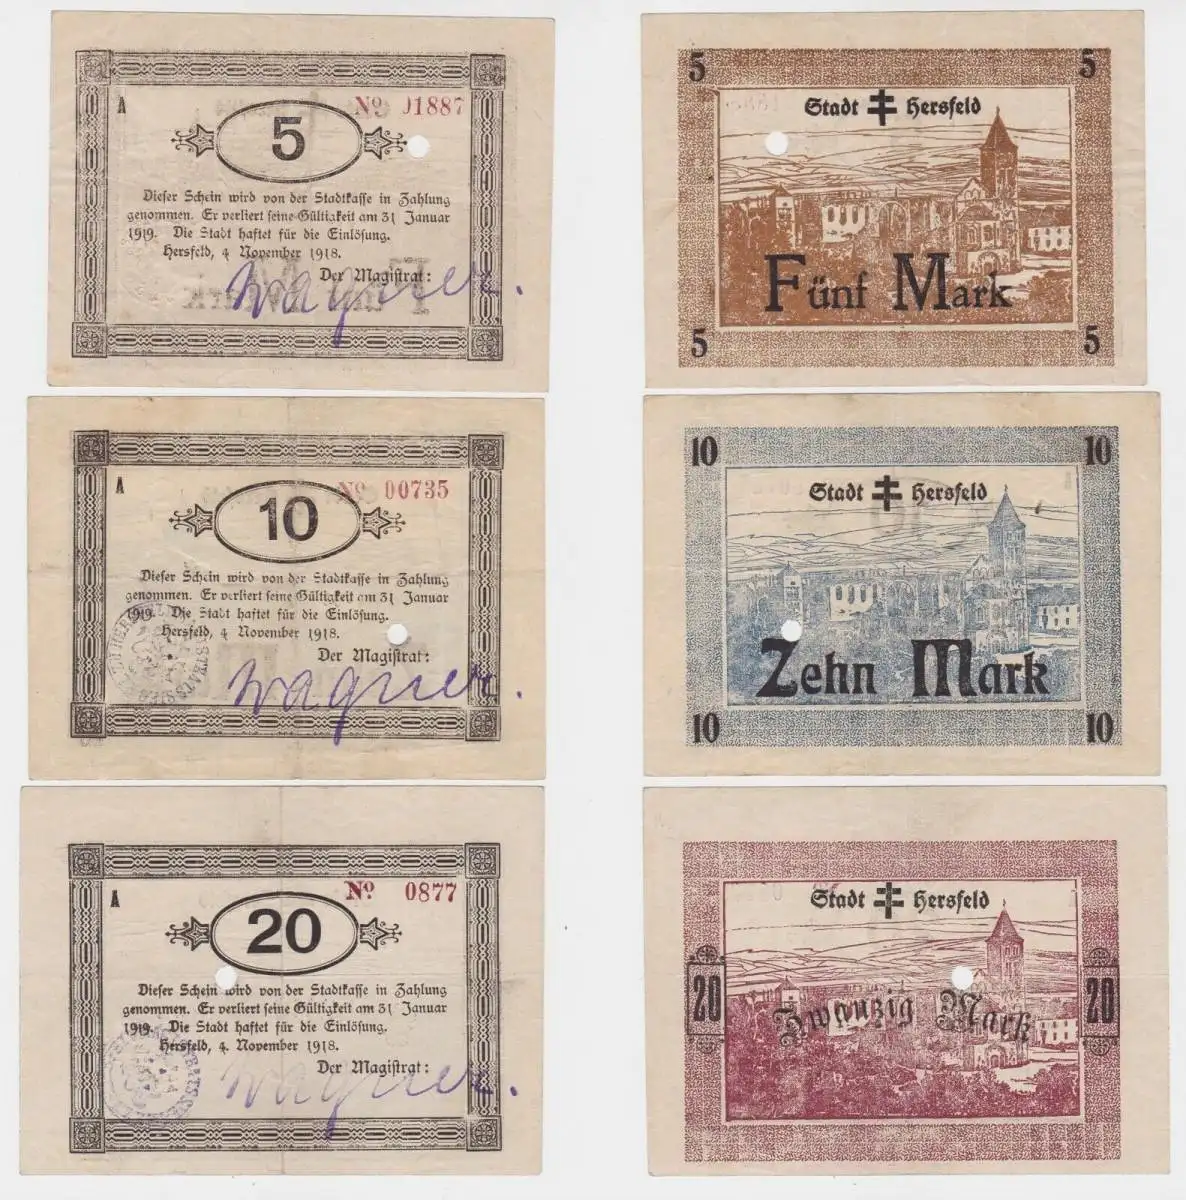 A
No 01887
5
Dieser Schein wird von der Stadtkasse in Zahlung
genommen. Er verliert seine Gültigkeit am 31 Januar
1919. Die Stadt haftet für die Einlösung.
Hersfeld, 4 November 1918.
Der Magistrat:
Wagner.
5 5
Stadt Hersfeld
Fünf Mark
5 5
A
No 00735
10
Dieser Schein wird von der Stadtkasse in Zahlung
genommen. Er verliert seine Gültigkeit am 31 Januar
1919. Die Stadt haftet für die Einlösung.
Hersfeld, 4 November 1918.
Der Magistrat:
Wagner.
10 10
Stadt Hersfeld
Zehn Mark
10 10
A
No 0877
20
Dieser Schein wird von der Stadtkasse in Zahlung
genommen. Er verliert seine Gültigkeit am 31 Januar
1919. Die Stadt haftet für die Einlösung.
Hersfeld, 4. November 1918.
Der Magistrat:
Wagner.
Stadt Hersfeld
20 Zwanzig Mark 20